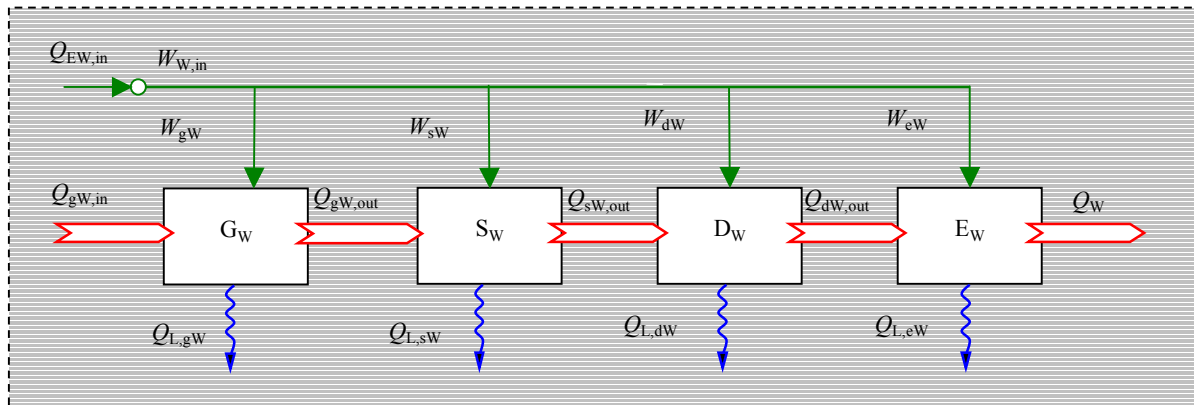 Q_EW,in
W_W,in
W_gW
W_sW
W_dW
W_eW
Q_gW,in
G_W
Q_gW,out
S_W
Q_sW,out
D_W
Q_dW,out
E_W
Q_W
Q_L,gW
Q_L,sW
Q_L,dW
Q_L,eW